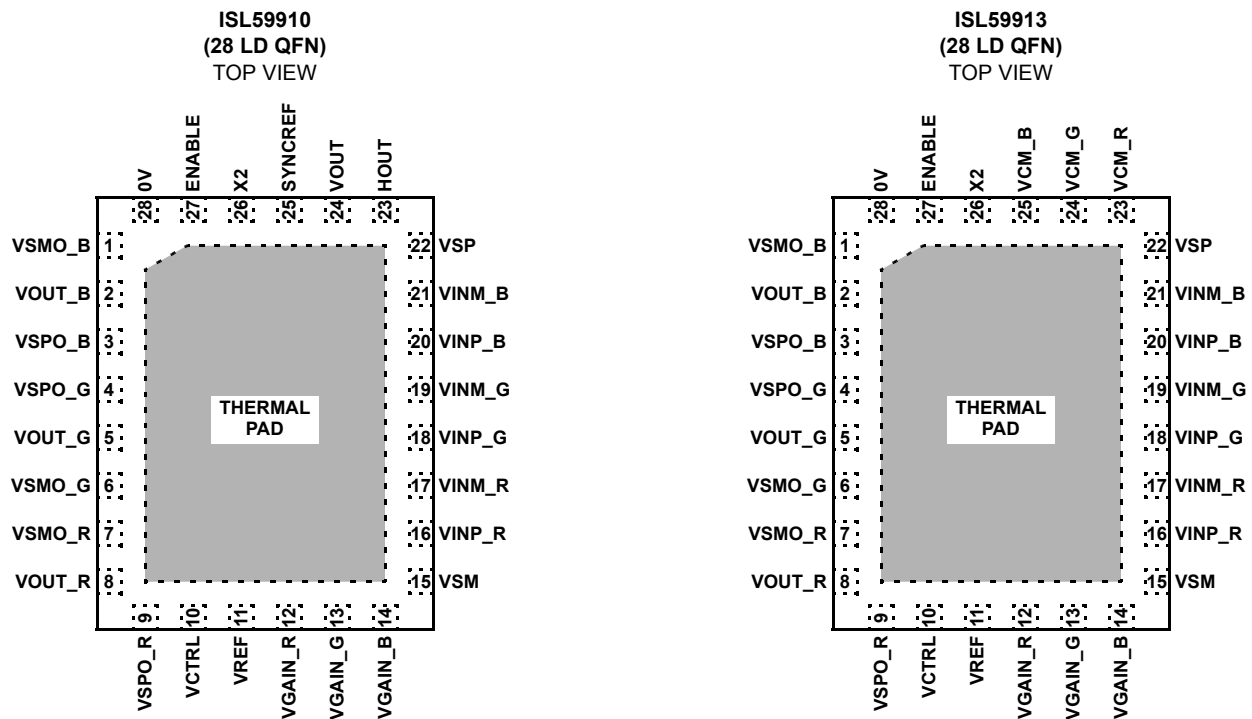 ISL59910
(28 LD QFN)
TOP VIEW
28 0V
27 ENABLE
26 X2
25 SYNCREF
24 VOUT
23 HOUT
VSMO_B 1
VOUT_B 2
VSPO_B 3
VSPO_G 4
VOUT_G 5
VSMO_G 6
VSMO_R 7
VOUT_R 8
THERMAL
PAD
22 VSP
21 VINM_B
20 VINP_B
19 VINM_G
18 VINP_G
17 VINM_R
16 VINP_R
15 VSM
VSPO_R 9
VCTRL 10
VREF 11
VGAIN_R 12
VGAIN_G 13
VGAIN_B 14
ISL59913
(28 LD QFN)
TOP VIEW
28 0V
27 ENABLE
26 X2
25 VCM_B
24 VCM_G
23 VCM_R
VSMO_B 1
VOUT_B 2
VSPO_B 3
VSPO_G 4
VOUT_G 5
VSMO_G 6
VSMO_R 7
VOUT_R 8
THERMAL
PAD
22 VSP
21 VINM_B
20 VINP_B
19 VINM_G
18 VINP_G
17 VINM_R
16 VINP_R
15 VSM
VSPO_R 9
VCTRL 10
VREF 11
VGAIN_R 12
VGAIN_G 13
VGAIN_B 14